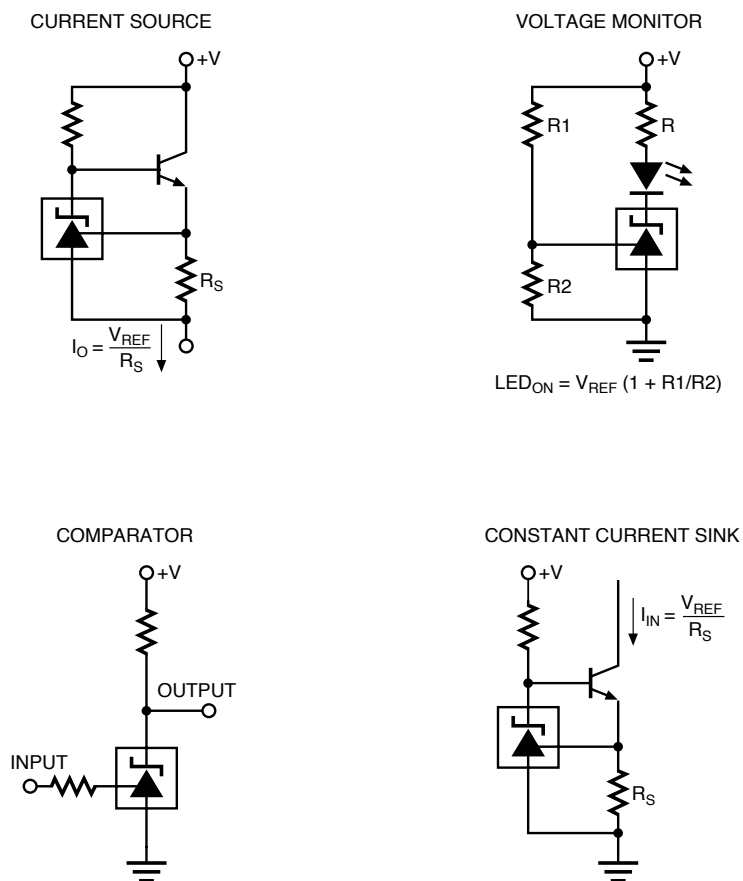 CURRENT SOURCE
+V
R_S
I_O = V_REF / R_S
VOLTAGE MONITOR
+V
R1
R
R2
LED_ON = V_REF (1 + R1/R2)
COMPARATOR
+V
OUTPUT
INPUT
CONSTANT CURRENT SINK
+V
I_IN = V_REF / R_S
R_S